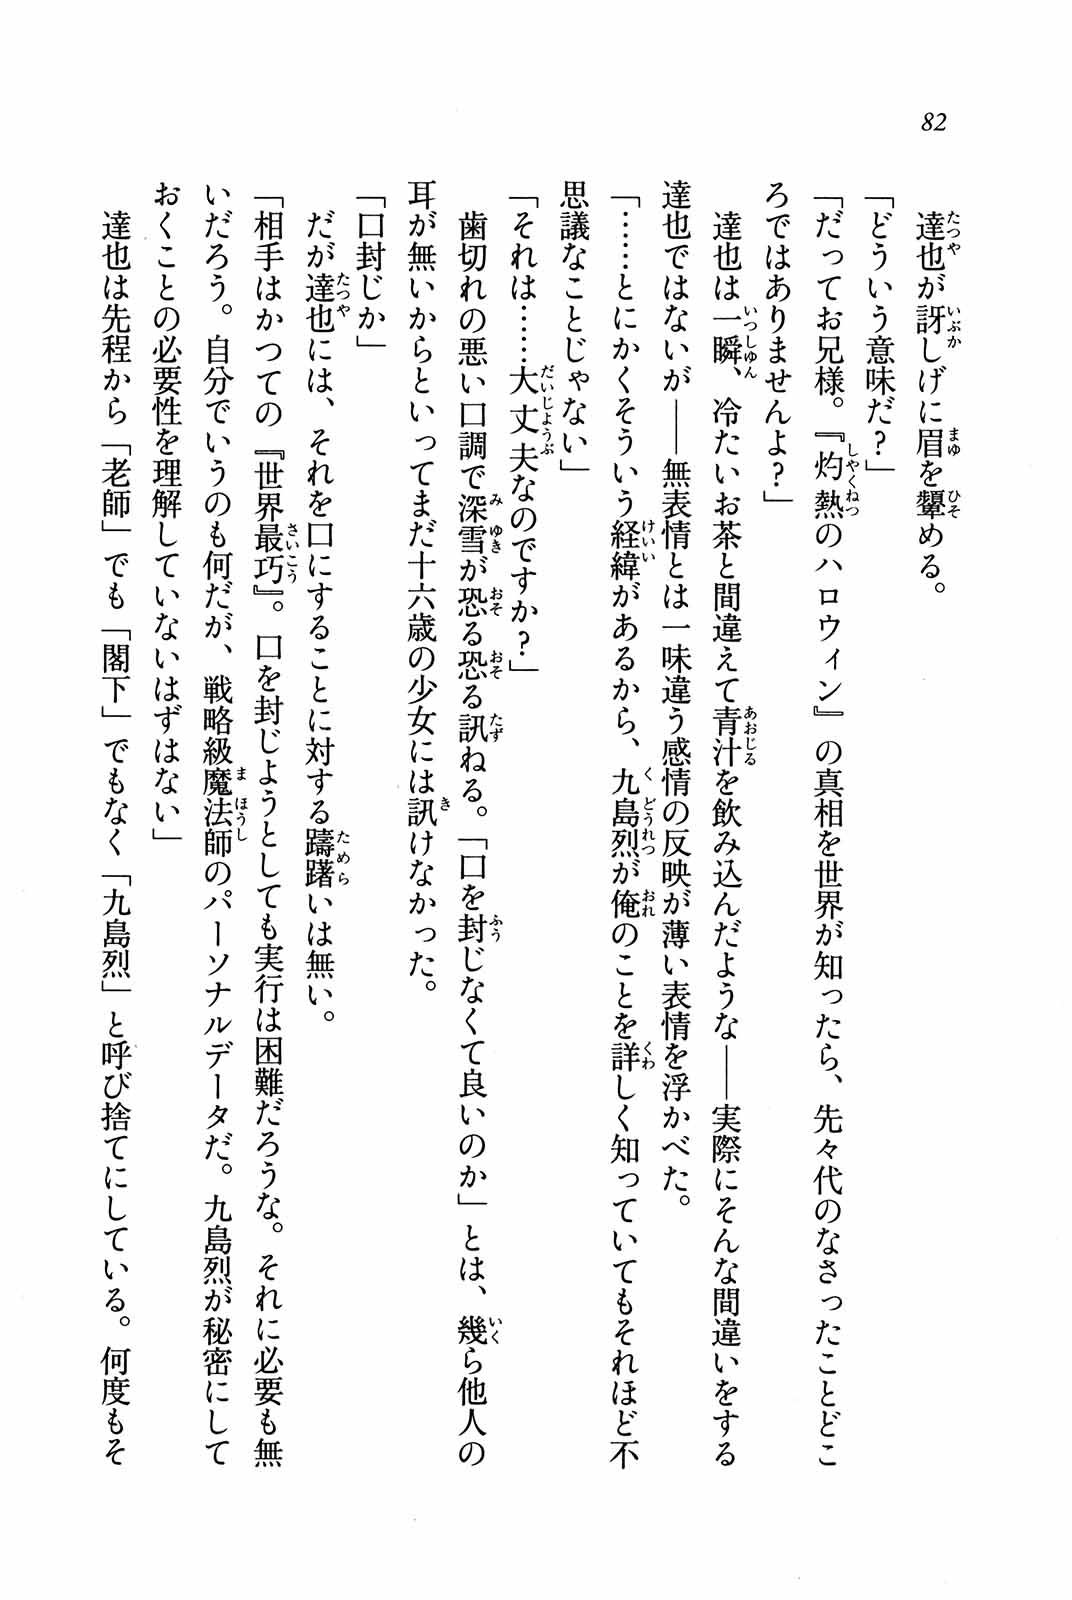 82
達也が訝しげに眉を顰める。
「どういう意味だ？」
「だってお兄様。『灼熱のハロウィン』の真相を世界が知ったら、先々代のなさったことどこ
ろではありませんよ？」
達也は一瞬、冷たいお茶と間違えて青汁を飲み込んだような――実際にそんな間違いをする
達也ではないが――無表情とは一味違う感情の反映が薄い表情を浮かべた。
「……とにかくそういう経緯があるから、九島烈が俺のことを詳しく知っていてもそれほど不
思議なことじゃない」
「それは……大丈夫なのですか？」
歯切れの悪い口調で深雪が恐る恐る訊ねる。「口を封じなくて良いのか」とは、幾ら他人の
耳が無いからといってまだ十六歳の少女には訊けなかった。
「口封じか」
だが達也には、それを口にすることに対する躊躇いは無い。
「相手はかつての『世界最巧』。口を封じようとしても実行は困難だろうな。それに必要も無
いだろう。自分でいうのも何だが、戦略級魔法師のパーソナルデータだ。九島烈が秘密にして
おくことの必要性を理解していないはずはない」
達也は先程から「老師」でも「閣下」でもなく「九島烈」と呼び捨てにしている。何度もそ